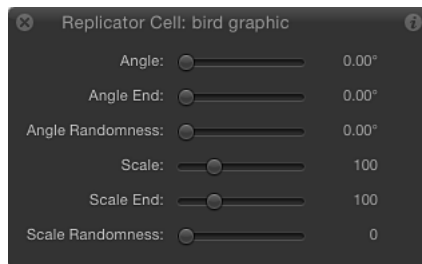 Replicator Cell: bird graphic
Angle: 0.00°
Angle End: 0.00°
Angle Randomness: 0.00°
Scale: 100
Scale End: 100
Scale Randomness: 0